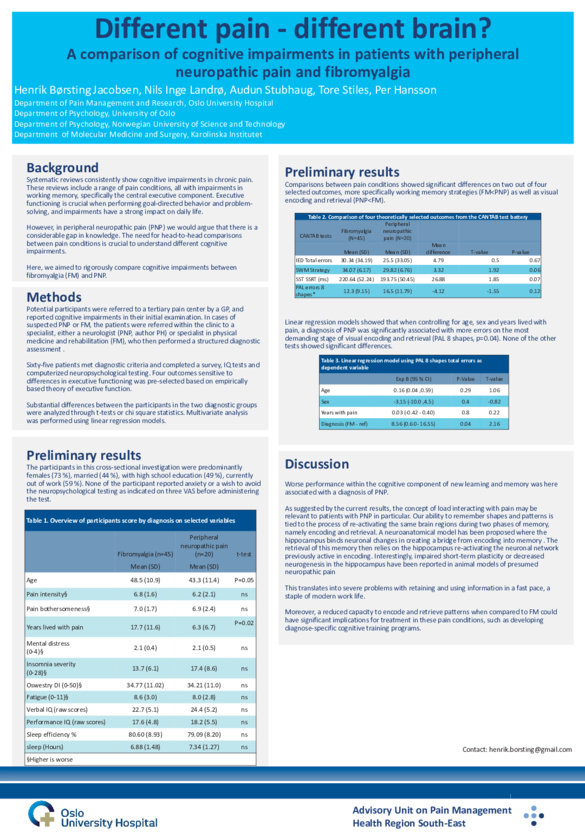 Different pain - different brain?
A comparison of cognitive impairments in patients with peripheral
neuropathic pain and fibromyalgia
Henrik Børsting Jacobsen, Nils Inge Landrø, Audun Stubhaug, Tore Stiles, Per Hansson
Department of Pain Management and Research, Oslo University Hospital
Department of Psychology, University of Oslo
Department of Psychology, Norwegian University of Science and Technology
Department of Molecular Medicine and Surgery, Karolinska Institutet
Background
Systematic reviews consistently show cognitive impairments in chronic pain.
These reviews include a range of pain conditions, all with impairments in
working memory, specifically the central executive component. Executive
functioning is crucial when performing goal-directed behavior and problem-
solving, and impairments have a strong impact on daily life.
However, in peripheral neuropathic pain (PNP) we would argue that there is a
considerable gap in knowledge. The need for head-to-head comparisons
between pain conditions is crucial to understand different cognitive
impairments.
Here, we aimed to rigorously compare cognitive impairments between
fibromyalgia (FM) and PNP.
Methods
Potential participants were referred to a tertiary pain center by a GP, and
reported cognitive impairments in their initial examination. In cases of
suspected PNP or FM, the patients were referred within the clinic to a
specialist, either a neurologist (PNP, author PH) or specialist in physical
medicine and rehabilitation (FM), who then performed a structured diagnostic
assessment .
Sixty-five patients met diagnostic criteria and completed a survey, IQ tests and
computerized neuropsychological testing. Four outcomes sensitive to
differences in executive functioning was pre-selected based on empirically
based theory of executive function.
Substantial differences between the participants in the two diagnostic groups
were analyzed through t-tests or chi square statistics. Multivariate analysis
was performed using linear regression models.
Preliminary results
The participants in this cross-sectional investigation were predominantly
females (73 %), married (44 %), with high school education (49 %), currently
out of work (59 %). None of the participant reported anxiety or a wish to avoid
the neuropsychological testing as indicated on three VAS before administering
the test.
Table 1. Overview of participants score by diagnosis on selected variables
Fibromyalgia (n=45) Peripheral neuropathic pain (n=20) t-test
Mean (SD) Mean (SD)
Age 48.5 (10.9) 43.3 (11.4) P=0.05
Pain intensity§ 6.8 (1.6) 6.2 (2.1) ns
Pain bothersomeness§ 7.0 (1.7) 6.9 (2.4) ns
Years lived with pain 17.7 (11.6) 6.3 (6.7) P=0.02
Mental distress (0-4)§ 2.1 (0.4) 2.1 (0.5) ns
Insomnia severity (0-28)§ 13.7 (6.1) 17.4 (8.6) ns
Oswestry DI (0-50)§ 34.77 (11.02) 34.21 (11.0) ns
Fatigue (0-11)§ 8.6 (3.0) 8.0 (2.8) ns
Verbal IQ (raw scores) 22.7 (5.1) 24.4 (5.2) ns
Performance IQ (raw scores) 17.6 (4.8) 18.2 (5.5) ns
Sleep efficiency % 80.60 (8.93) 79.09 (8.20) ns
sleep (Hours) 6.88 (1.48) 7.34 (1.27) ns
§Higher is worse
Preliminary results
Comparisons between pain conditions showed significant differences on two out of four
selected outcomes, more specifically working memory strategies (FM<PNP) as well as visual
encoding and retrieval (PNP<FM).
Table 2. Comparison of four theoretically selected outcomes from the CANTAB test battery
CANTAB tests Fibromyalgia (N=45) Peripheral neuropathic pain (N=20)
Mean (SD) Mean (SD) Mean difference T-value P-value
IED Total errors 30.34 (34.19) 25.5 (33.05) 4.79 0.5 0.67
SWM Strategy 34.07 (6.17) 29.82 (6.76) 3.32 1.92 0.06
SST SSRT (ms) 220.64 (52.24) 193.75 (50.45) 26.88 1.85 0.07
PAL errors 8 shapes* 12.3 (9.15) 16.5 (11.79) -4.12 -1.55 0.12
Linear regression models showed that when controlling for age, sex and years lived with
pain, a diagnosis of PNP was significantly associated with more errors on the most
demanding stage of visual encoding and retrieval (PAL 8 shapes, p=0.04). None of the other
tests showed significant differences.
Table 3. Linear regression model using PAL 8 shapes total errors as
dependent variable
Exp B (95 % CI) P-Value T-value
Age 0.16 (0.04 ,0.39) 0.29 1.06
Sex -3.15 (-10.0 ,4.5) 0.4 -0.82
Years with pain 0.03 (-0.42 - 0.40) 0.8 0.22
Diagnosis (FM - ref) 8.56 (0.60 - 16.55) 0.04 2.16
Discussion
Worse performance within the cognitive component of new learning and memory was here
associated with a diagnosis of PNP.
As suggested by the current results, the concept of load interacting with pain may be
relevant to patients with PNP in particular. Our ability to remember shapes and patterns is
tied to the process of re-activating the same brain regions during two phases of memory,
namely encoding and retrieval. A neuroanatomical model has been proposed where the
hippocampus binds neuronal changes in creating a bridge from encoding into memory . The
retrieval of this memory then relies on the hippocampus re-activating the neuronal network
previously active in encoding. Interestingly, impaired short-term plasticity or decreased
neurogenesis in the hippocampus have been reported in animal models of presumed
neuropathic pain
This translates into severe problems with retaining and using information in a fast pace, a
staple of modern work life.
Moreover, a reduced capacity to encode and retrieve patterns when compared to FM could
have significant implications for treatment in these pain conditions, such as developing
diagnose-specific cognitive training programs.
Contact: henrik.borsting@gmail.com
Oslo
University Hospital
Advisory Unit on Pain Management
Health Region South-East